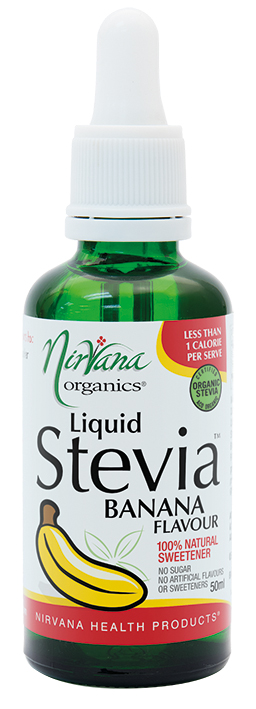 Nirvana
organics®
LESS THAN
1 CALORIE
PER SERVE
CERTIFIED
ORGANIC
STEVIA
Liquid
Stevia™
BANANA
FLAVOUR
100% NATURAL
SWEETENER
NO SUGAR
NO ARTIFICIAL FLAVOURS
OR SWEETENERS
50ml
NIRVANA HEALTH PRODUCTS®